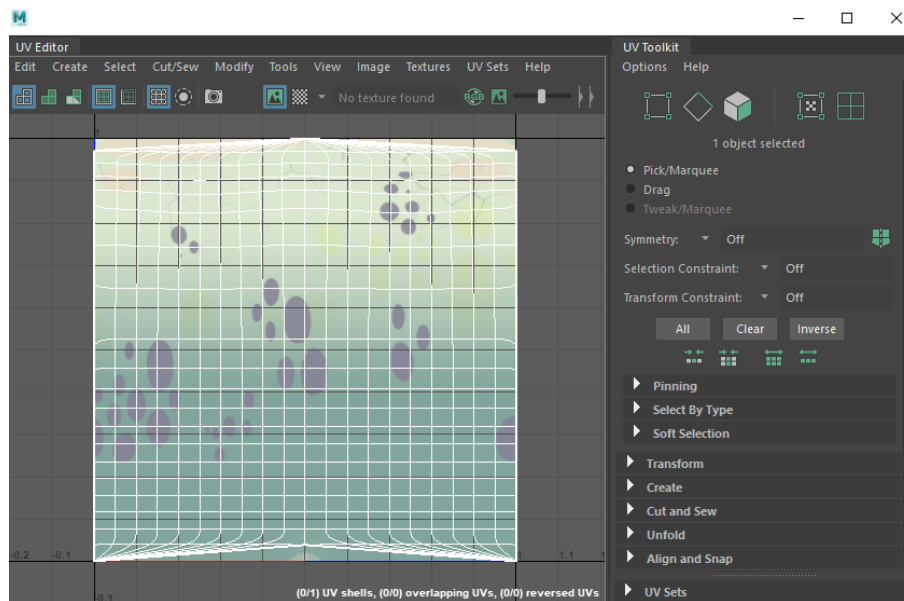 M
UV Editor
Edit Create Select Cut/Sew Modify Tools View Image Textures UV Sets Help
No texture found
RGB
1
-0.2 -0.1 1 1.1 1
-0.1
(0/1) UV shells, (0/0) overlapping UVs, (0/0) reversed UVs
UV Toolkit
Options Help
1 object selected
Pick/Marquee
Drag
Tweak/Marquee
Symmetry: Off
Selection Constraint: Off
Transform Constraint: Off
All Clear Inverse
Pinning
Select By Type
Soft Selection
Transform
Create
Cut and Sew
Unfold
Align and Snap
UV Sets